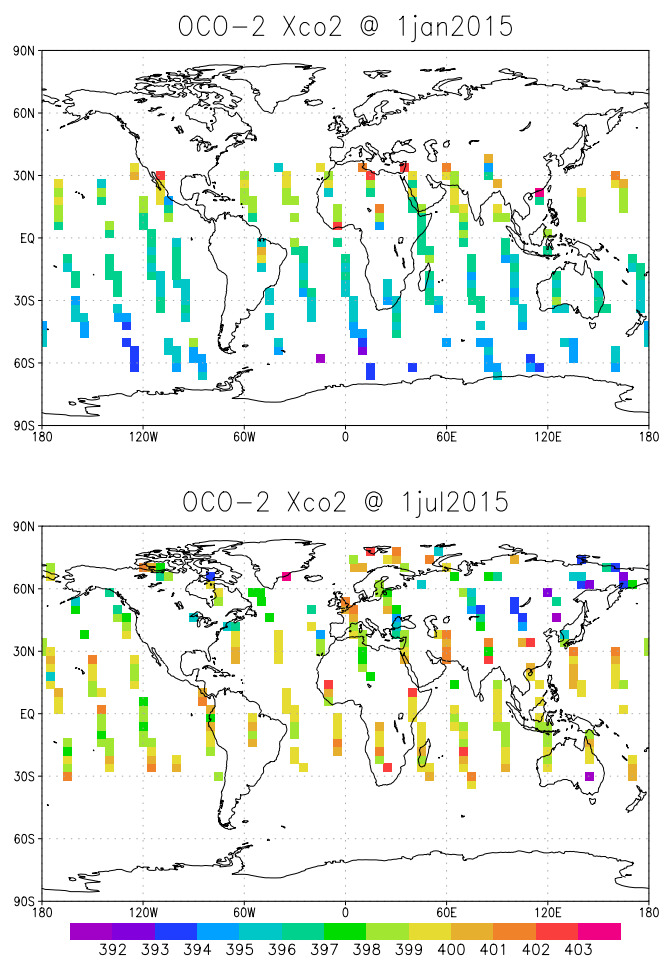 OCO-2 Xco2 @ 1jan2015
90N
60N
30N
EQ
30S
60S
90S
180 120W 60W 0 60E 120E 180
OCO-2 Xco2 @ 1jul2015
90N
60N
30N
EQ
30S
60S
90S
180 120W 60W 0 60E 120E 180
392 393 394 395 396 397 398 399 400 401 402 403